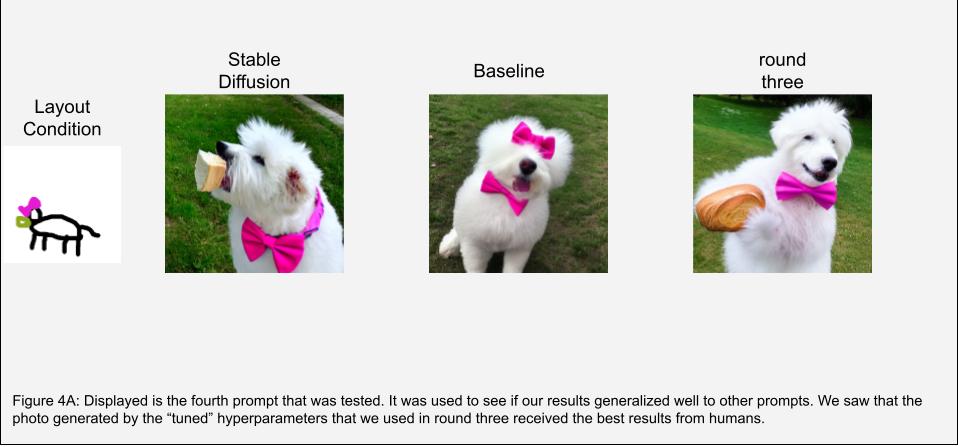 Layout
Condition
Stable
Diffusion
Baseline
round
three
Figure 4A: Displayed is the fourth prompt that was tested. It was used to see if our results generalized well to other prompts. We saw that the
photo generated by the “tuned” hyperparameters that we used in round three received the best results from humans.